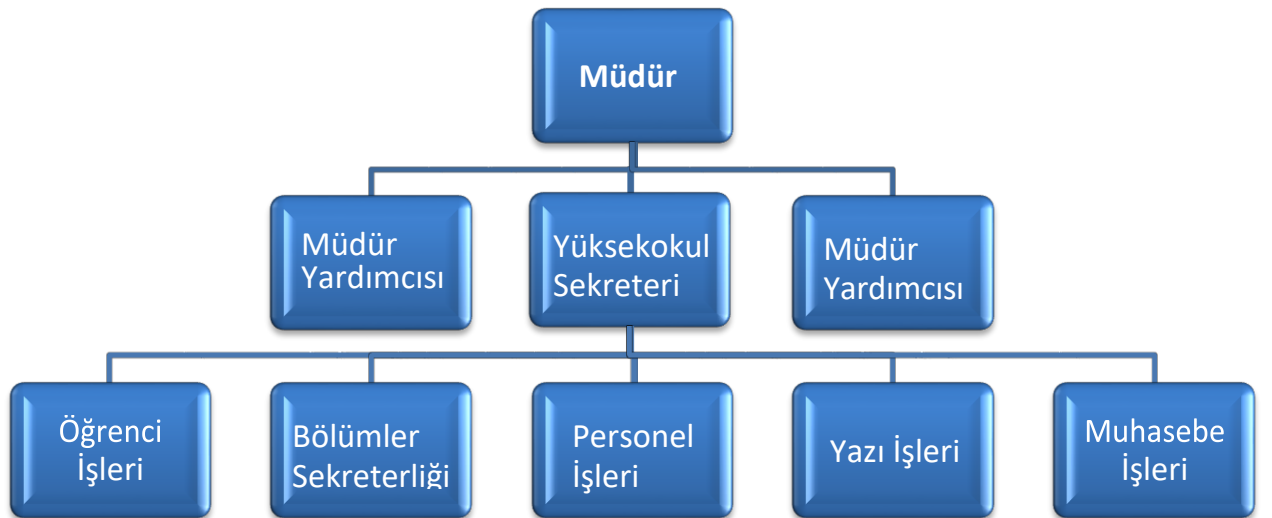 Müdür
Müdür
Yardımcısı
Yüksekokul
Sekreteri
Müdür
Yardımcısı
Öğrenci
İşleri
Bölümler
Sekreterliği
Personel
İşleri
Yazı İşleri
Muhasebe
İşleri